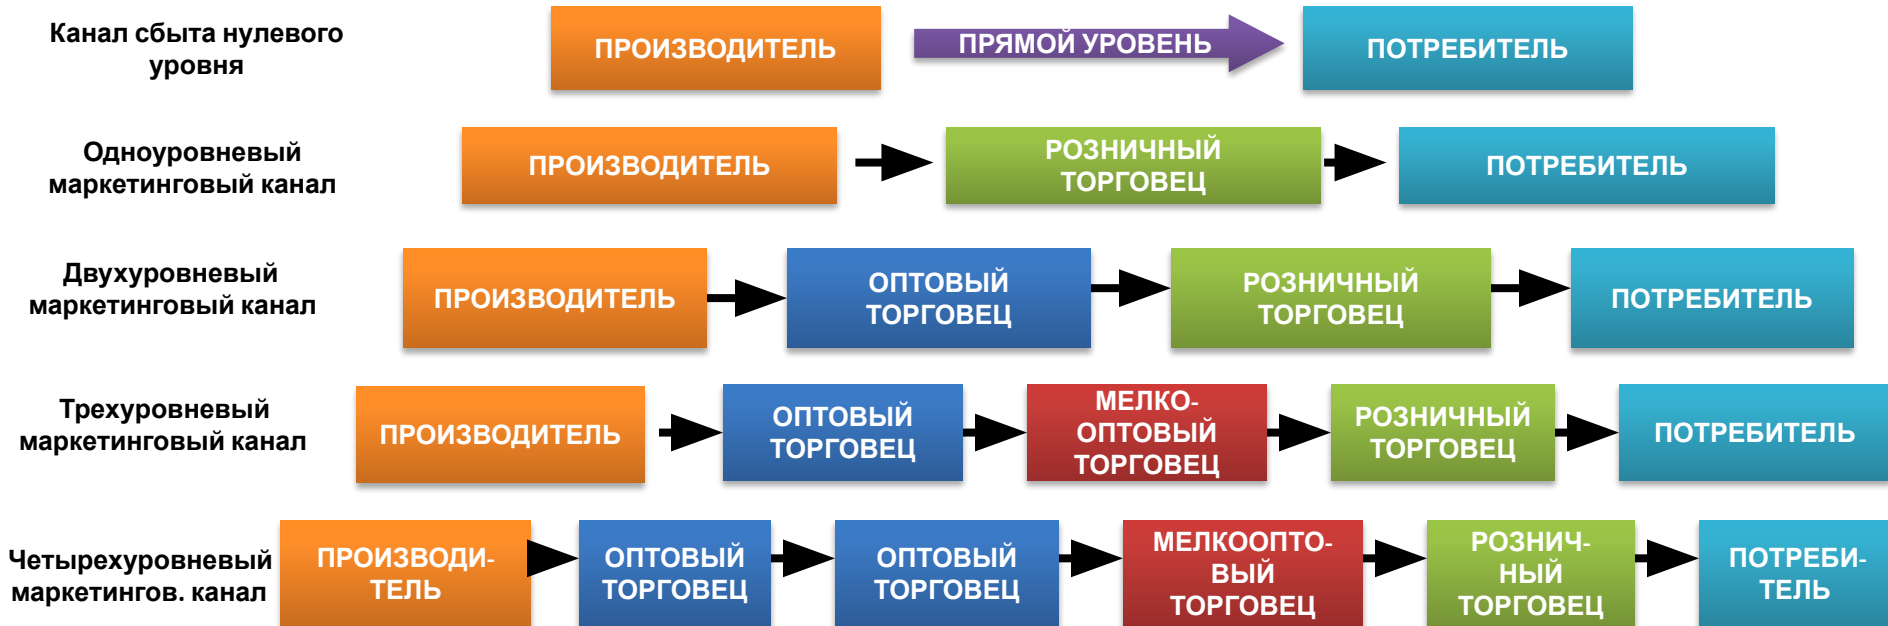 Канал сбыта нулевого
уровня
ПРОИЗВОДИТЕЛЬ
ПРЯМОЙ УРОВЕНЬ
ПОТРЕБИТЕЛЬ
Одноуровневый
маркетинговый канал
ПРОИЗВОДИТЕЛЬ
РОЗНИЧНЫЙ
ТОРГОВЕЦ
ПОТРЕБИТЕЛЬ
Двухуровневый
маркетинговый канал
ПРОИЗВОДИТЕЛЬ
ОПТОВЫЙ
ТОРГОВЕЦ
РОЗНИЧНЫЙ
ТОРГОВЕЦ
ПОТРЕБИТЕЛЬ
Трехуровневый
маркетинговый канал
ПРОИЗВОДИТЕЛЬ
ОПТОВЫЙ
ТОРГОВЕЦ
МЕЛКО-
ОПТОВЫЙ
ТОРГОВЕЦ
РОЗНИЧНЫЙ
ТОРГОВЕЦ
ПОТРЕБИТЕЛЬ
Четырехуровневый
маркетингов. канал
ПРОИЗВОДИ-
ТЕЛЬ
ОПТОВЫЙ
ТОРГОВЕЦ
ОПТОВЫЙ
ТОРГОВЕЦ
МЕЛКООПТО-
ВЫЙ
ТОРГОВЕЦ
РОЗНИЧ-
НЫЙ
ТОРГОВЕЦ
ПОТРЕБИ-
ТЕЛЬ